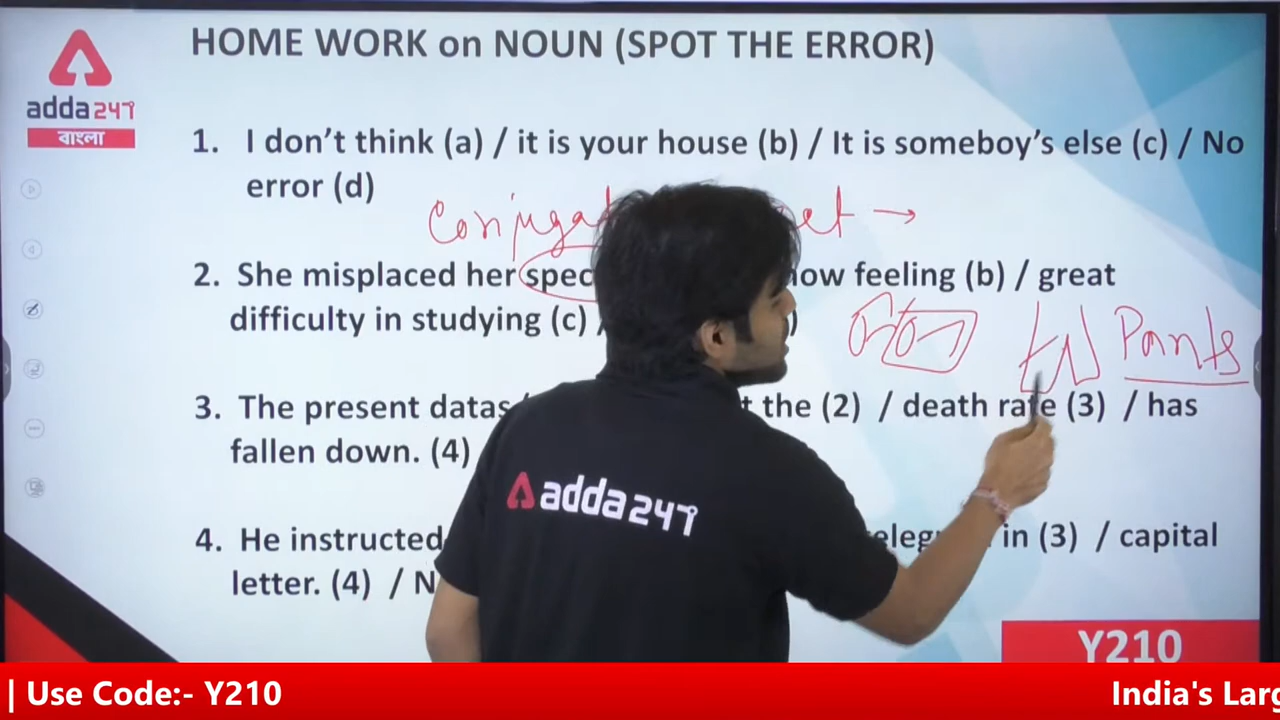 HOME WORK on NOUN (SPOT THE ERROR)
adda247
বাংলা
1. I don't think (a) / it is your house (b) / It is someboy's else (c) / No
error (d)
2. She misplaced her feeling (b) / great
difficulty in studying (c)
Pants
3. The present datas the (2) / death rate (3) / has
fallen down. (4)
adda247
4. He instructed in (3) / capital
letter. (4) / N
Y210
| Use Code:- Y210
India's Larg